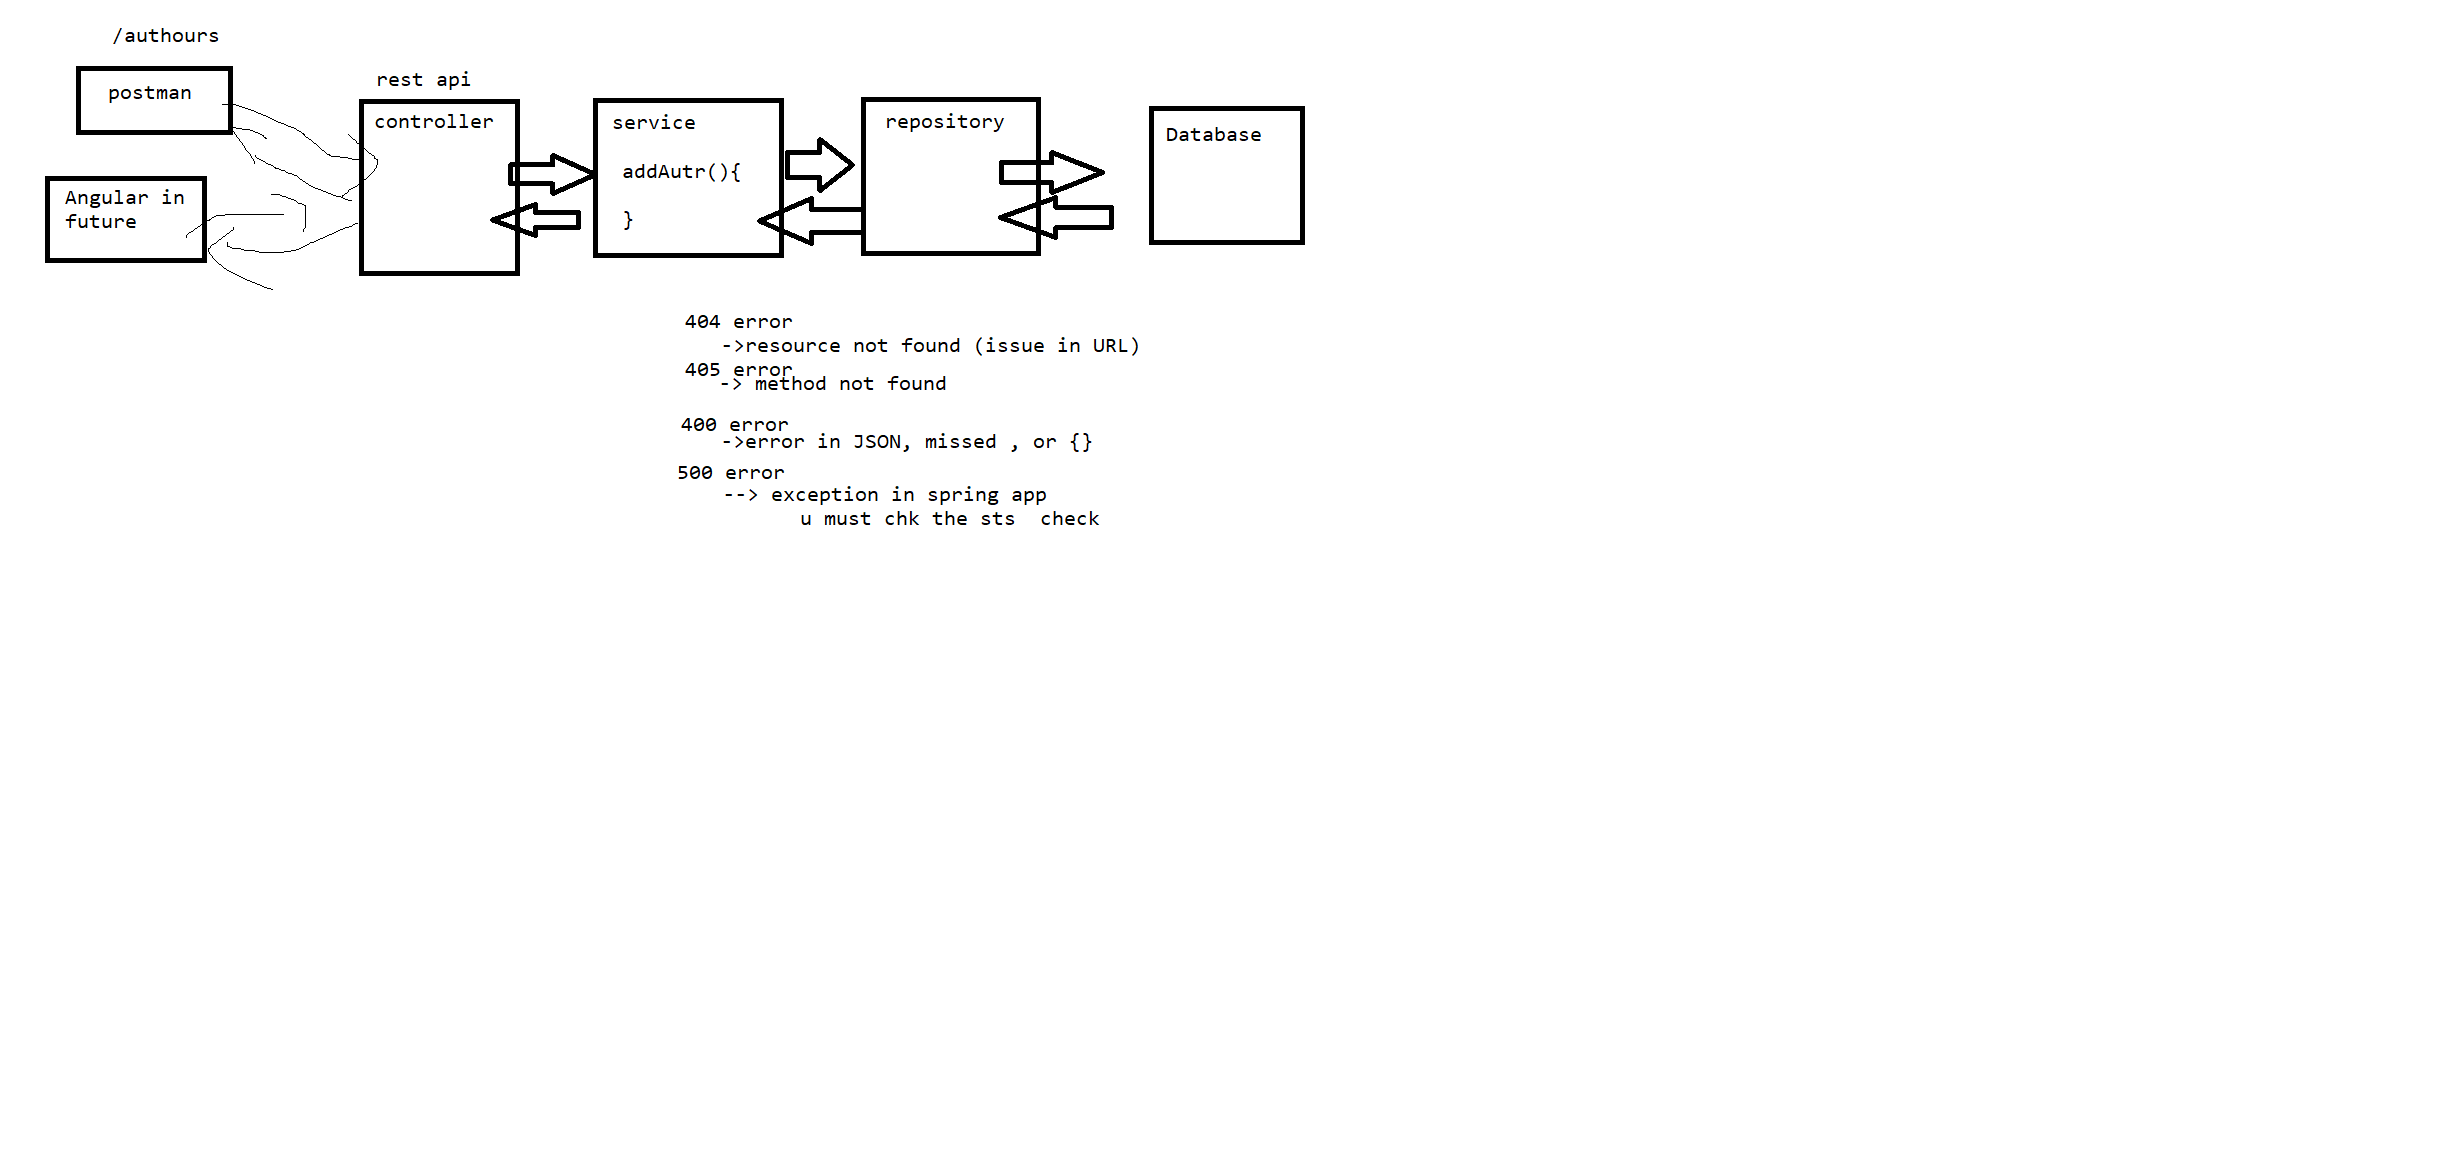 /authours
postman
rest api
controller
service
addAutr(){
}
repository
Database
Angular in
future
404 error
->resource not found (issue in URL)
405 error
-> method not found
400 error
->error in JSON, missed , or {}
500 error
--> exception in spring app
u must chk the sts  check